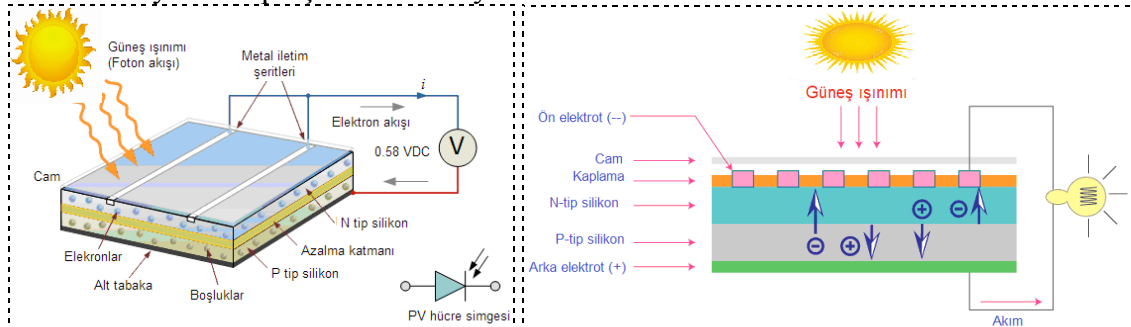 Güneş ışınımı
(Foton akışı)
Metal iletim
şeritleri
i
Elektron akışı
0.58 VDC
V
Cam
N tip silikon
Azalma katmanı
P tip silikon
Elekronlar
Alt tabaka
Boşluklar
PV hücre simgesi
Güneş ışınımı
Ön elektrot (--)
Cam
Kaplama
N-tip silikon
P-tip silikon
Arka elektrot (+)
Akım